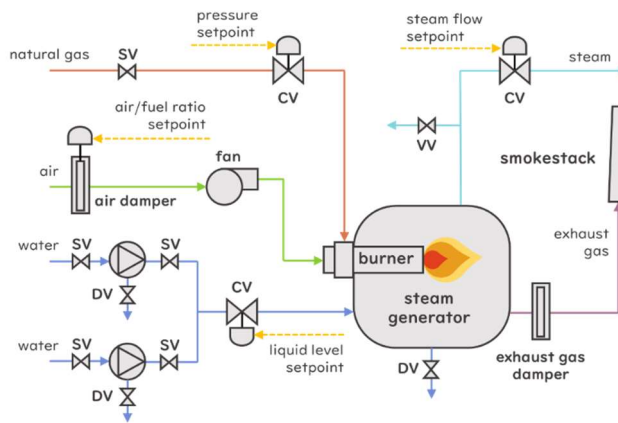 pressure
setpoint
steam flow
setpoint
natural gas
SV
CV
steam
CV
air/fuel ratio
setpoint
VV
smokestack
air
fan
air damper
exhaust
gas
water
SV
SV
burner
DV
CV
steam
generator
water
SV
SV
liquid level
setpoint
DV
DV
exhaust gas
damper